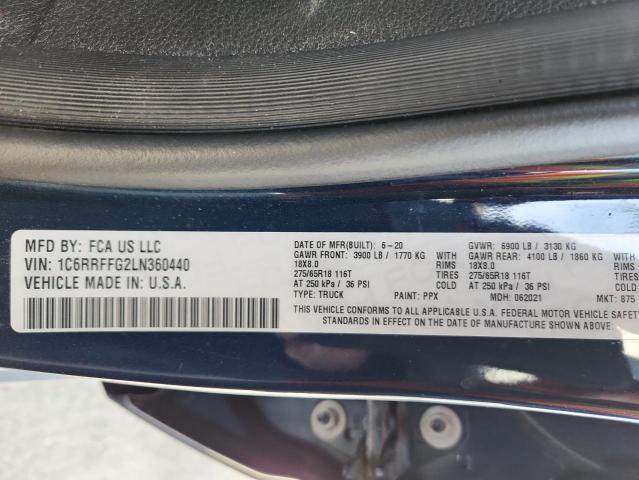 MFD BY: FCA US LLC
VIN: 1C6RRFFG2LN360440
VEHICLE MADE IN: U.S.A.
DATE OF MFR(BUILT): 6-20 GVWR: 6900 LB / 3130 KG
GAWR FRONT: 3900 LB / 1770 KG WITH GAWR REAR: 4100 LB / 1860 KG WITH
18X8.0 RIMS 18X8.0 RIMS
275/65R18 116T TIRES 275/65R18 116T TIRES
AT 250 kPa / 36 PSI COLD AT 250 kPa / 36 PSI COLD
TYPE: TRUCK PAINT: PPX MDH: 062021 MKT: 875
THIS VEHICLE CONFORMS TO ALL APPLICABLE U.S.A. FEDERAL MOTOR VEHICLE SAFETY
STANDARDS IN EFFECT ON THE DATE OF MANUFACTURE SHOWN ABOVE.